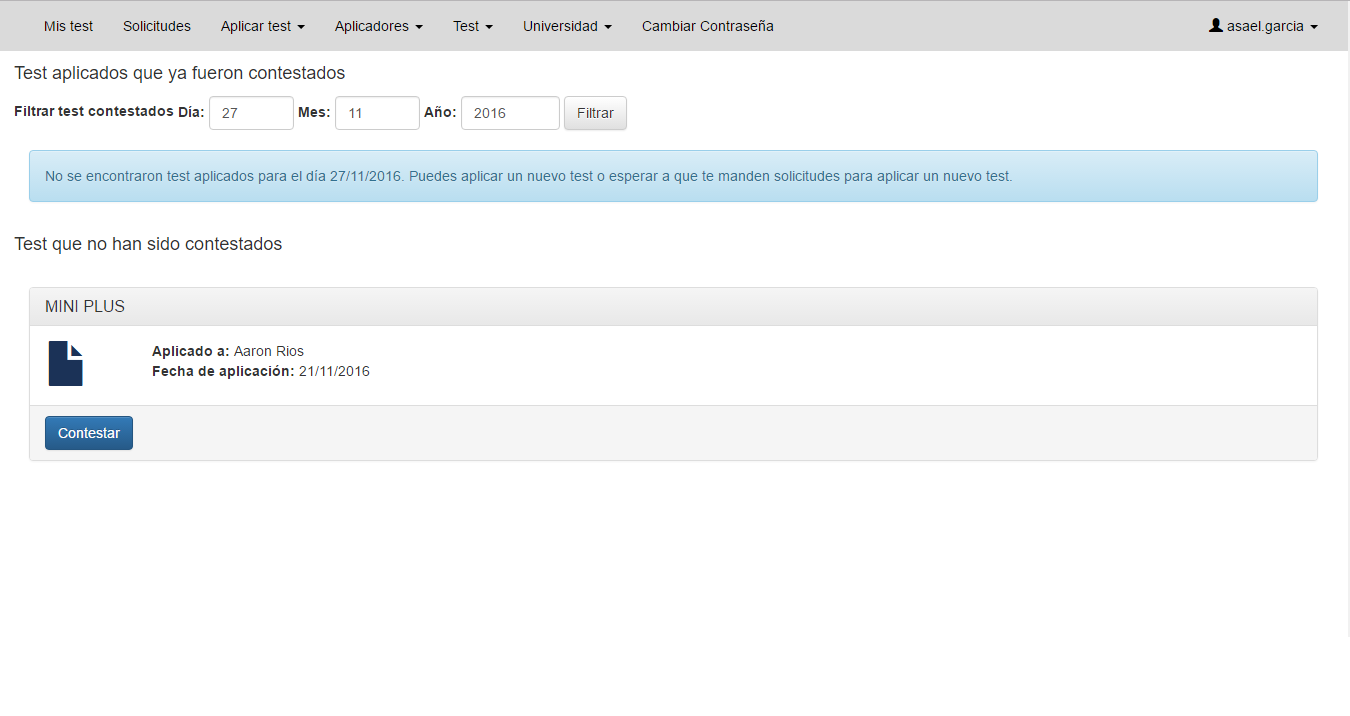 Mis test Solicitudes Aplicar test Aplicadores Test Universidad Cambiar Contraseña asael.garcia
Test aplicados que ya fueron contestados
Filtrar test contestados Día: 27 Mes: 11 Año: 2016 Filtrar
No se encontraron test aplicados para el día 27/11/2016. Puedes aplicar un nuevo test o esperar a que te manden solicitudes para aplicar un nuevo test.
Test que no han sido contestados
MINI PLUS
Aplicado a: Aaron Rios
Fecha de aplicación: 21/11/2016
Contestar